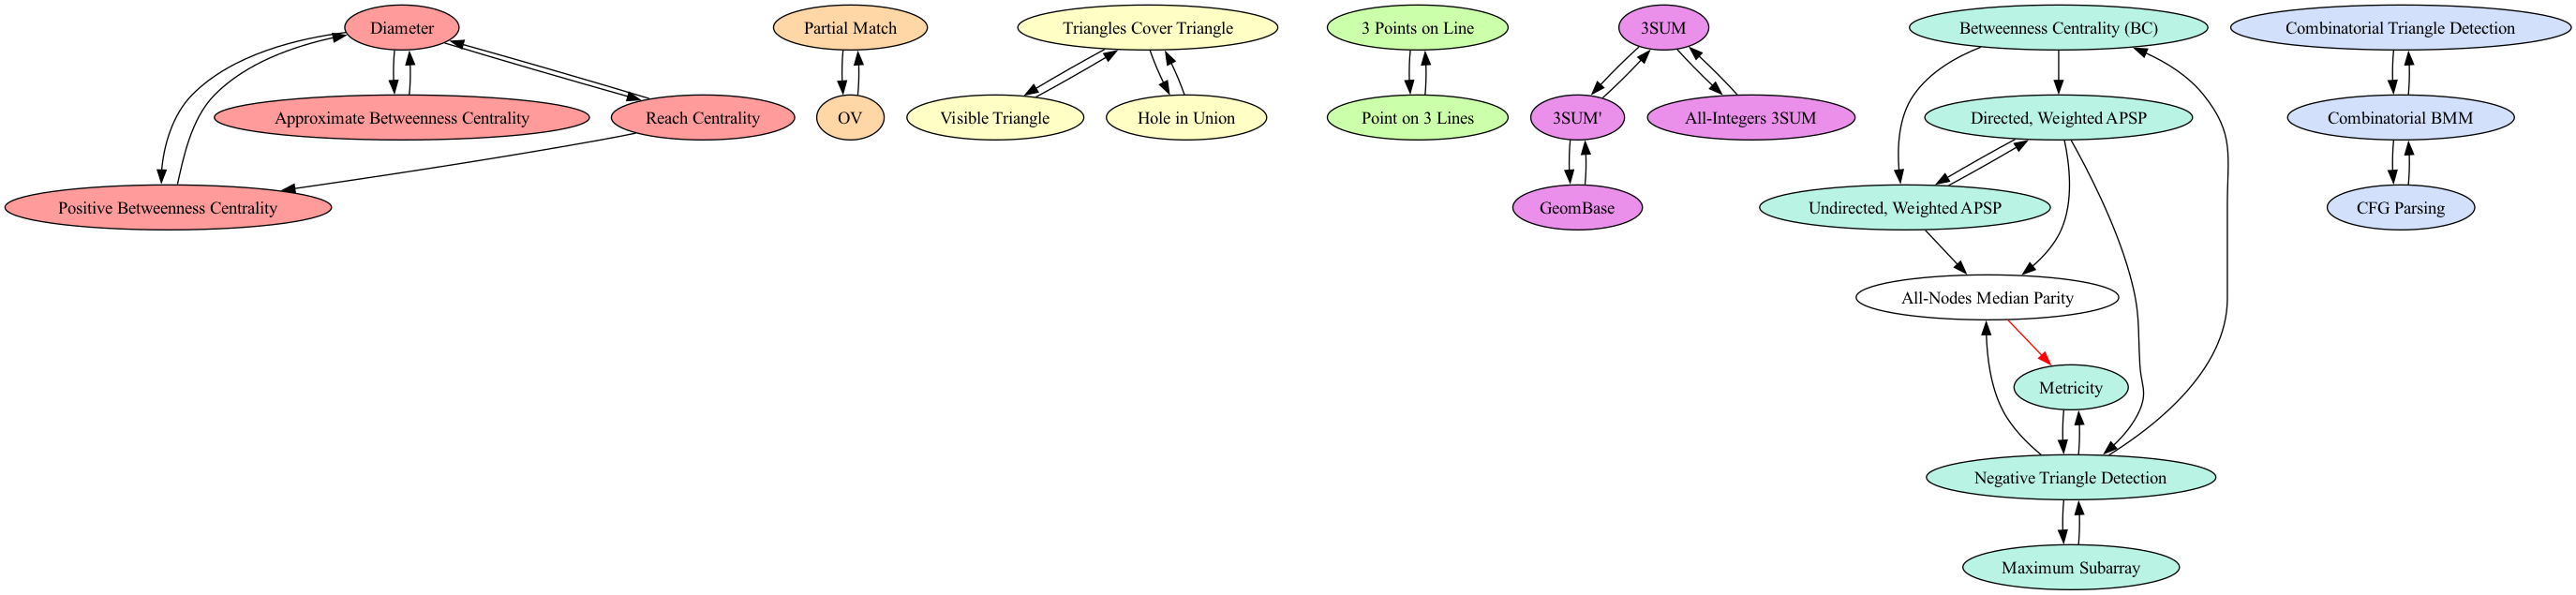 Diameter
Partial Match
Triangles Cover Triangle
3 Points on Line
3SUM
Betweenness Centrality (BC)
Combinatorial Triangle Detection
Approximate Betweenness Centrality
Reach Centrality
OV
Visible Triangle
Hole in Union
Point on 3 Lines
3SUM'
All-Integers 3SUM
Directed, Weighted APSP
Combinatorial BMM
Positive Betweenness Centrality
GeomBase
Undirected, Weighted APSP
CFG Parsing
All-Nodes Median Parity
Metricity
Negative Triangle Detection
Maximum Subarray